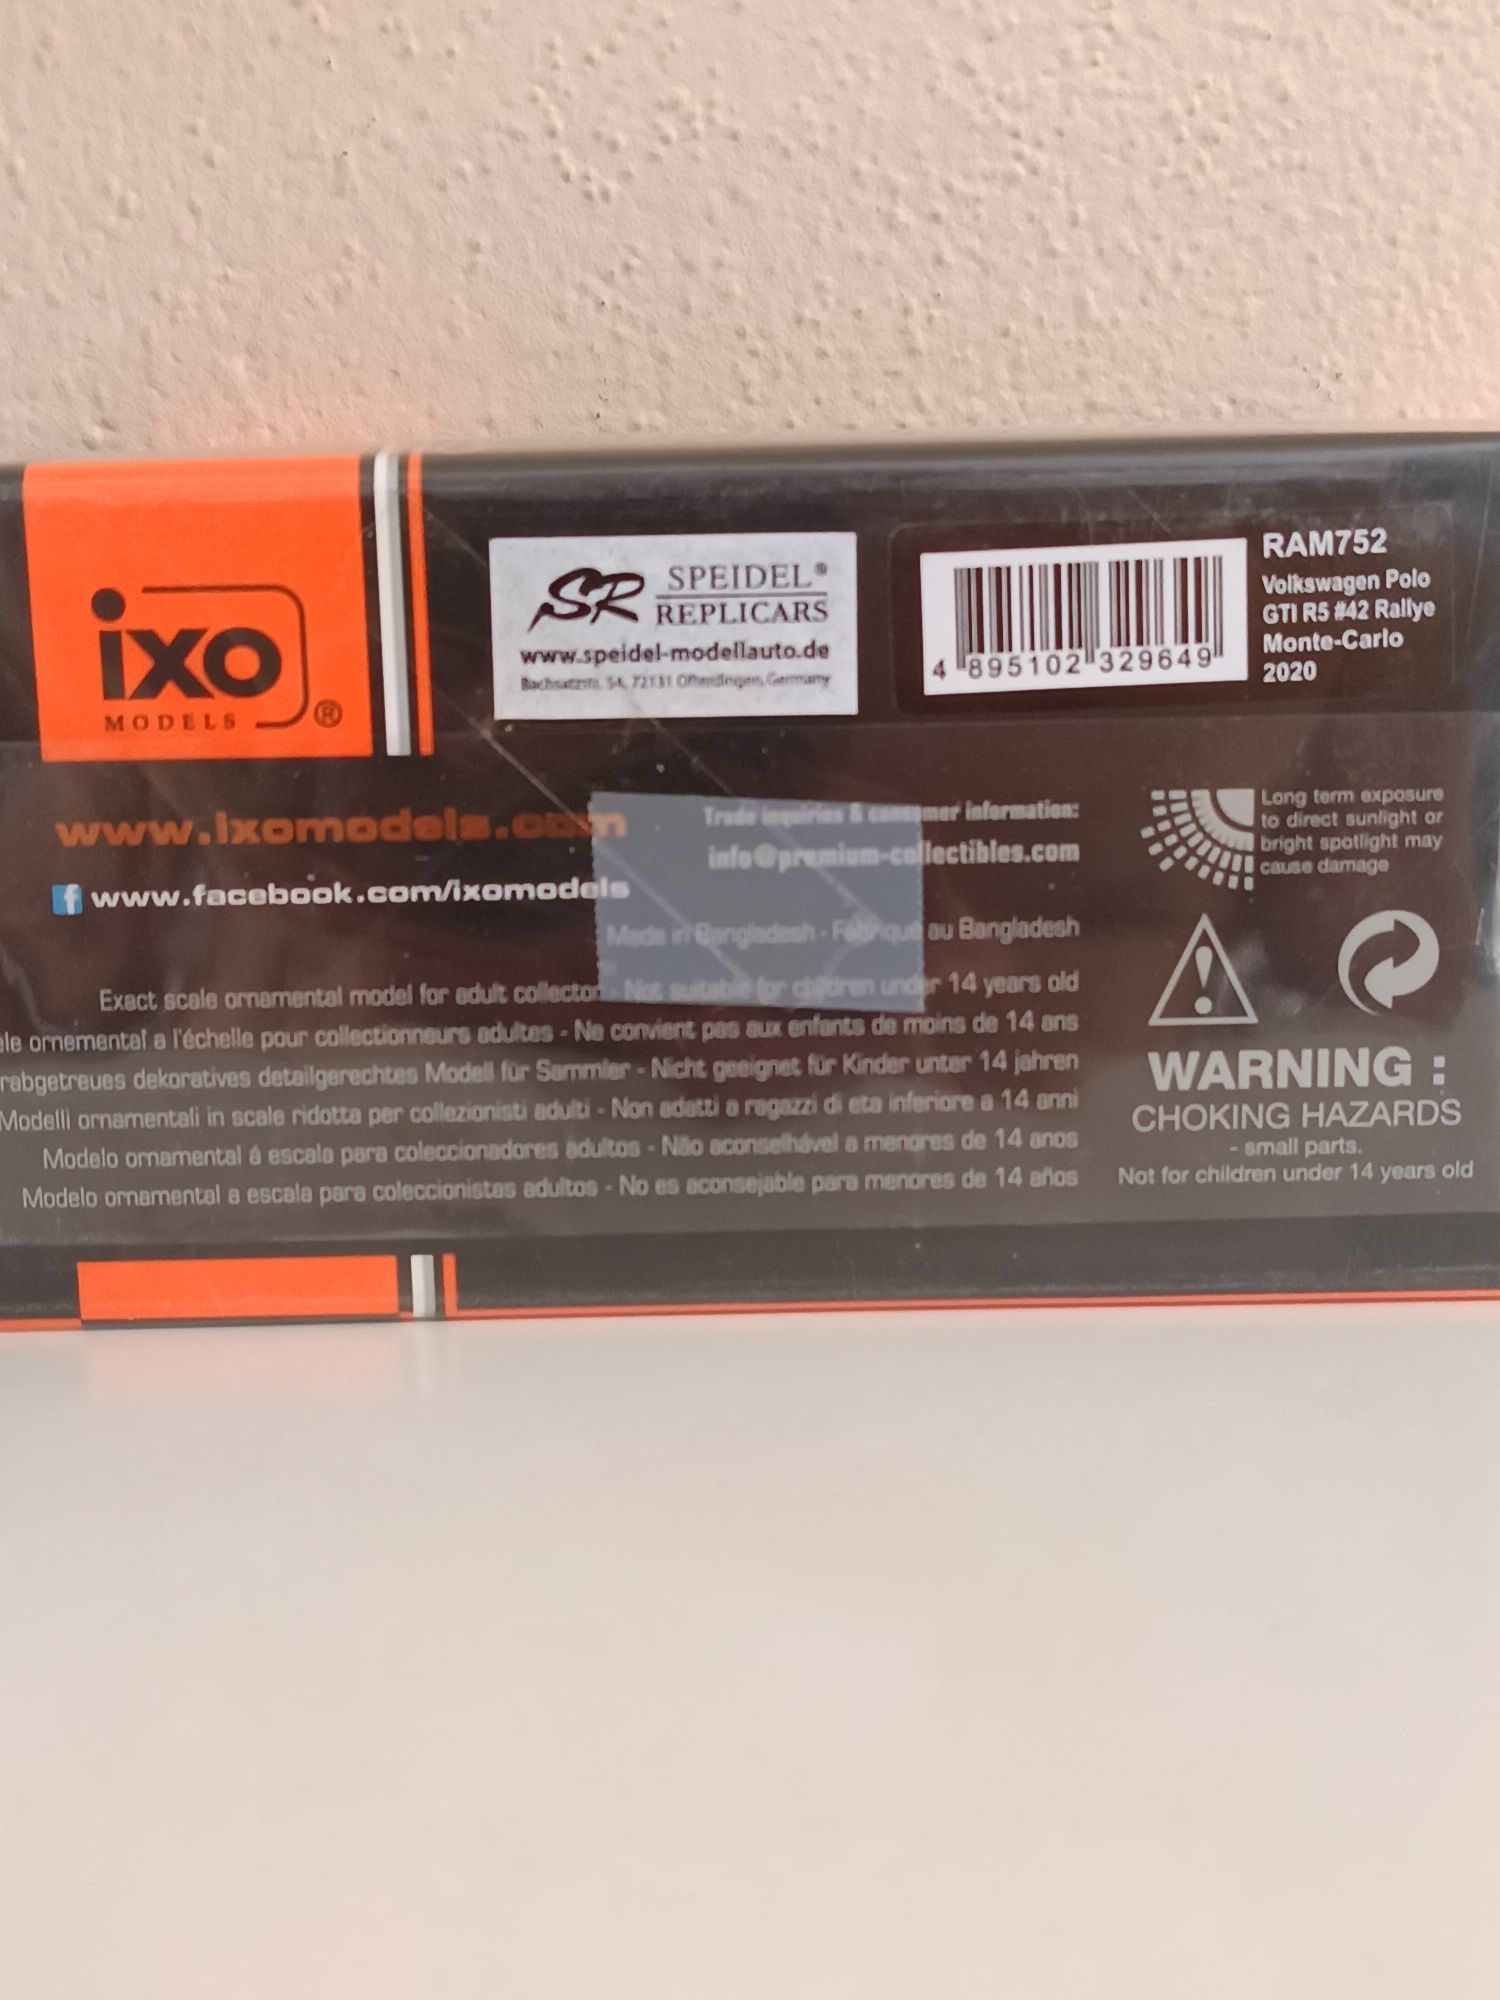 ixo
MODELS ®
SR SPEIDEL®
REPLICARS
www.speidel-modellauto.de
72131 Ofterdingen, Germany
4 895102 329649
RAM752
Volkswagen Polo
GTI R5 #42 Rallye
Monte-Carlo
2020
www.ixomodels.com
f www.facebook.com/ixomodels
Trade inquiries & consumer information:
info@premium-collectibles.com
Made in Bangladesh - Fabriqué au Bangladesh
Exact scale ornamental model for adult collector - Not suitable for children under 14 years old
ornemental a l'échelle pour collectionneurs adultes - Ne convient pas aux enfants de moins de 14 ans
rabgetreues dekoratives detailgerechtes Modell für Sammler - Nicht geeignet für Kinder unter 14 jahren
Modelli ornamentali in scale ridotta per collezionisti adulti - Non adatti a ragazzi di eta inferiore a 14 anni
Modelo ornamental á escala para coleccionadores adultos - Não aconselhável a menores de 14 anos
Modelo ornamental a escala para coleccionistas adultos - No es aconsejable para menores de 14 años
Long term exposure
to direct sunlight or
bright spotlight may
cause damage
WARNING :
CHOKING HAZARDS
- small parts.
Not for children under 14 years old